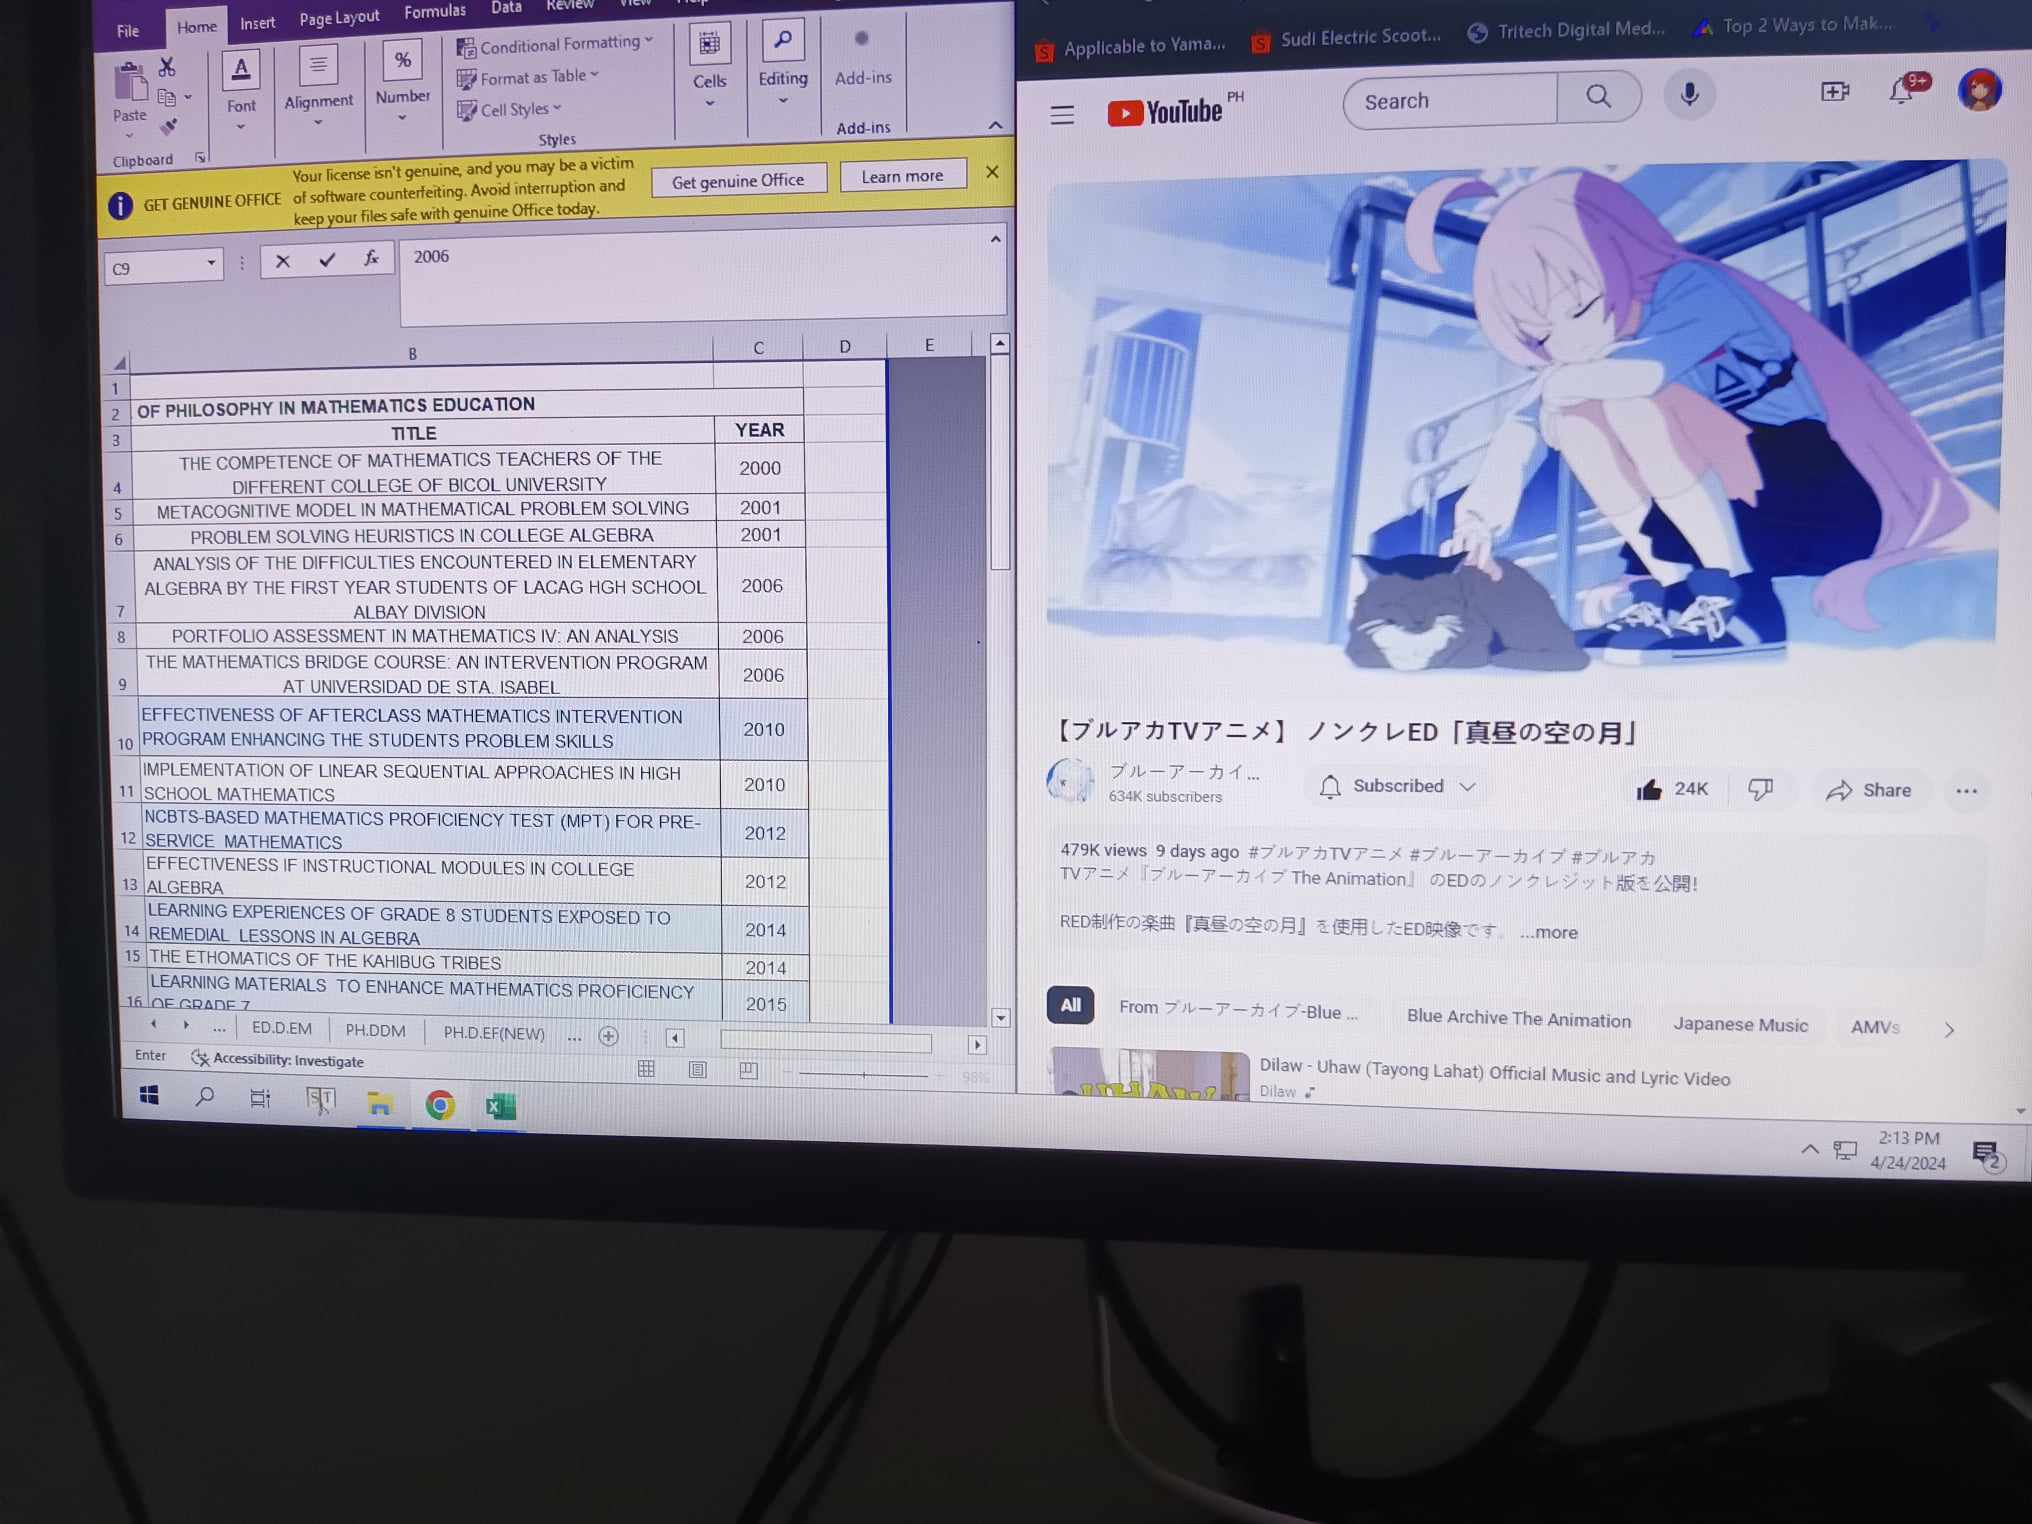 File Home Insert Page Layout Formulas Data Review View Help
Paste
Clipboard
Font
Alignment
%
Number
Conditional Formatting
Format as Table
Cell Styles
Styles
Cells
Editing
Add-ins
Add-ins
GET GENUINE OFFICE
Your license isn't genuine, and you may be a victim
of software counterfeiting. Avoid interruption and
keep your files safe with genuine Office today.
Get genuine Office
Learn more
C9
fx
2006
B C D E
1
2 OF PHILOSOPHY IN MATHEMATICS EDUCATION
3 TITLE YEAR
THE COMPETENCE OF MATHEMATICS TEACHERS OF THE
4 DIFFERENT COLLEGE OF BICOL UNIVERSITY 2000
5 METACOGNITIVE MODEL IN MATHEMATICAL PROBLEM SOLVING 2001
6 PROBLEM SOLVING HEURISTICS IN COLLEGE ALGEBRA 2001
ANALYSIS OF THE DIFFICULTIES ENCOUNTERED IN ELEMENTARY
ALGEBRA BY THE FIRST YEAR STUDENTS OF LACAG HGH SCHOOL 2006
7 ALBAY DIVISION
8 PORTFOLIO ASSESSMENT IN MATHEMATICS IV: AN ANALYSIS 2006
THE MATHEMATICS BRIDGE COURSE: AN INTERVENTION PROGRAM
9 AT UNIVERSIDAD DE STA. ISABEL 2006
EFFECTIVENESS OF AFTERCLASS MATHEMATICS INTERVENTION
10 PROGRAM ENHANCING THE STUDENTS PROBLEM SKILLS 2010
IMPLEMENTATION OF LINEAR SEQUENTIAL APPROACHES IN HIGH
11 SCHOOL MATHEMATICS 2010
NCBTS-BASED MATHEMATICS PROFICIENCY TEST (MPT) FOR PRE-
12 SERVICE MATHEMATICS 2012
EFFECTIVENESS IF INSTRUCTIONAL MODULES IN COLLEGE
13 ALGEBRA 2012
LEARNING EXPERIENCES OF GRADE 8 STUDENTS EXPOSED TO
14 REMEDIAL LESSONS IN ALGEBRA 2014
15 THE ETHOMATICS OF THE KAHIBUG TRIBES 2014
LEARNING MATERIALS TO ENHANCE MATHEMATICS PROFICIENCY
16 OF GRADE 7 2015
... ED.D.EM PH.DDM PH.D.EF(NEW) ...
Enter Accessibility: Investigate 98%
Applicable to Yama... Sudi Electric Scoot... Tritech Digital Med... Top 2 Ways to Mak...
YouTube PH
Search
9+
【ブルアカTVアニメ】 ノンクレED「真昼の空の月」
ブルーアーカイ...
634K subscribers
Subscribed
24K
Share
479K views 9 days ago #ブルアカTVアニメ #ブルーアーカイブ #ブルアカ
TVアニメ『ブルーアーカイブ The Animation』 のEDのノンクレジット版を公開!
RED制作の楽曲『真昼の空の月』を使用したED映像です。 ...more
All From ブルーアーカイブ-Blue ... Blue Archive The Animation Japanese Music AMVs
Dilaw - Uhaw (Tayong Lahat) Official Music and Lyric Video
Dilaw
2:13 PM
4/24/2024
2